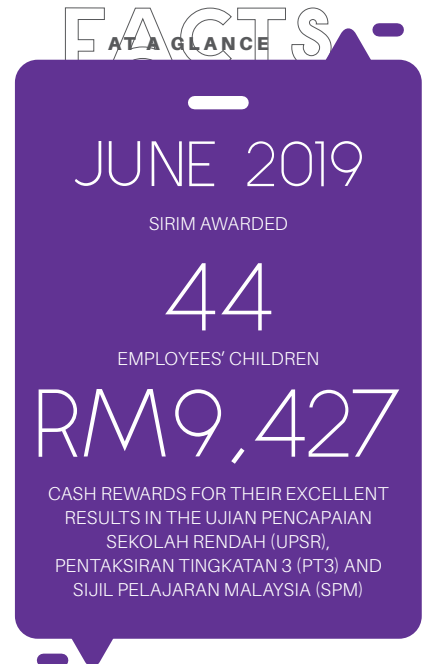 FACTS
AT A GLANCE
JUNE 2019
SIRIM AWARDED
44
EMPLOYEES’ CHILDREN
RM9,427
CASH REWARDS FOR THEIR EXCELLENT
RESULTS IN THE UJIAN PENCAPAIAN
SEKOLAH RENDAH (UPSR),
PENTAKSIRAN TINGKATAN 3 (PT3) AND
SIJIL PELAJARAN MALAYSIA (SPM)